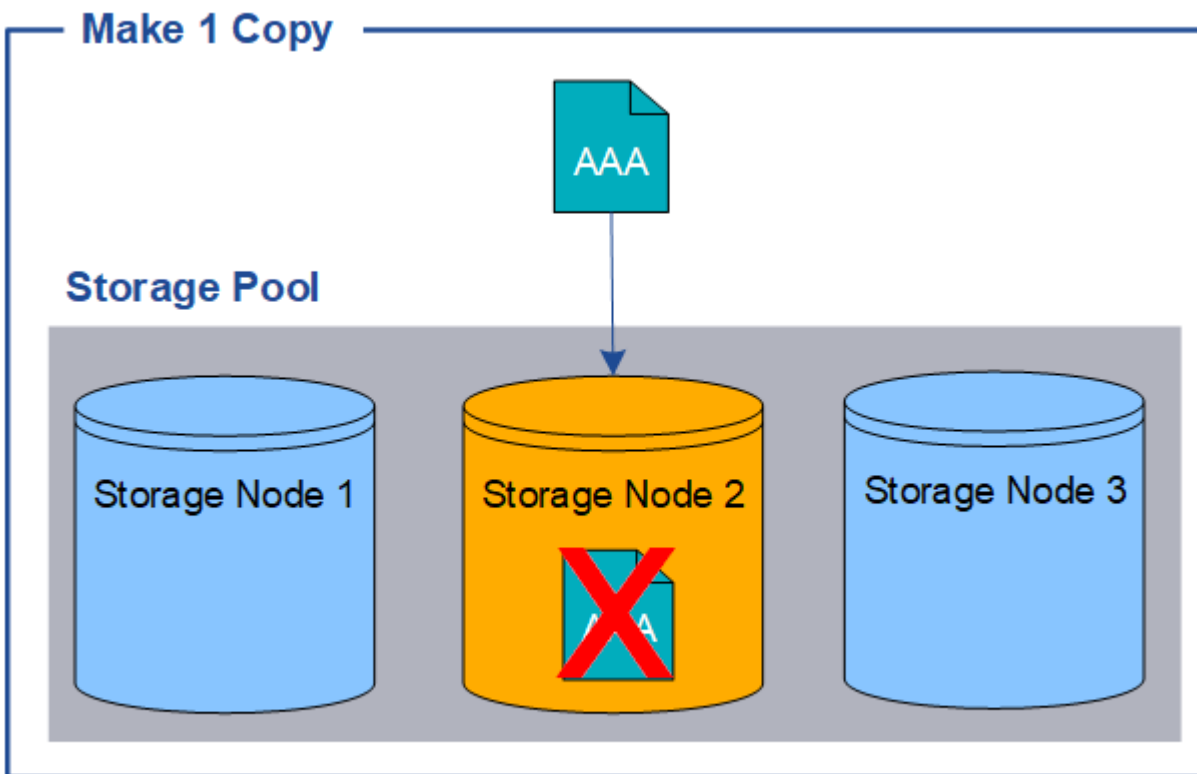 Make 1 Copy
AAA
Storage Pool
Storage Node 1
Storage Node 2
Storage Node 3